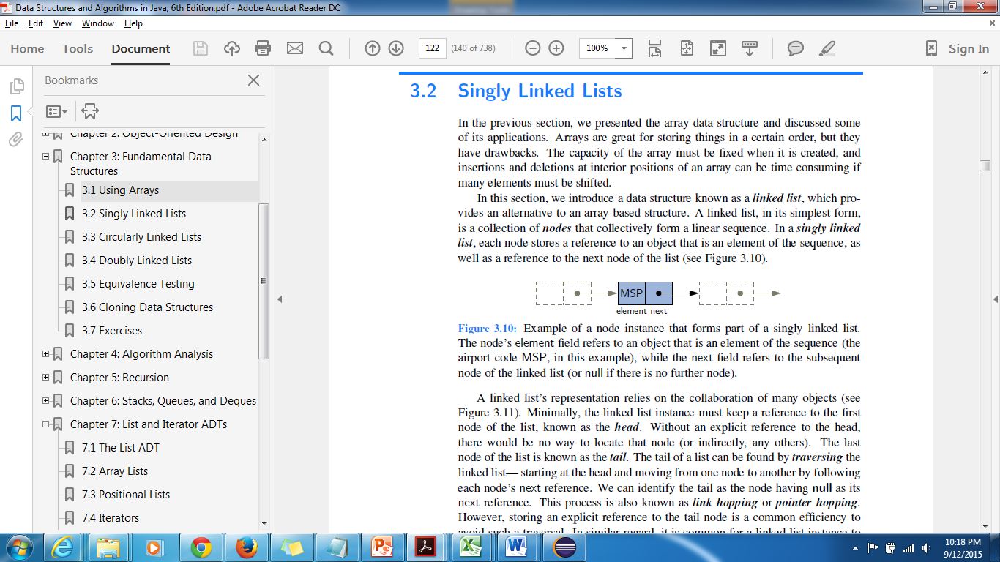 Data Structures and Algorithms in Java, 6th Edition.pdf - Adobe Acrobat Reader DC
File Edit View Window Help
Home Tools Document 122 (140 of 738) 100% Sign In
Bookmarks
Chapter 2: Object-Oriented Design
Chapter 3: Fundamental Data
Structures
3.1 Using Arrays
3.2 Singly Linked Lists
3.3 Circularly Linked Lists
3.4 Doubly Linked Lists
3.5 Equivalence Testing
3.6 Cloning Data Structures
3.7 Exercises
Chapter 4: Algorithm Analysis
Chapter 5: Recursion
Chapter 6: Stacks, Queues, and Deques
Chapter 7: List and Iterator ADTs
7.1 The List ADT
7.2 Array Lists
7.3 Positional Lists
7.4 Iterators
3.2 Singly Linked Lists
In the previous section, we presented the array data structure and discussed some
of its applications. Arrays are great for storing things in a certain order, but they
have drawbacks. The capacity of the array must be fixed when it is created, and
insertions and deletions at interior positions of an array can be time consuming if
many elements must be shifted.
In this section, we introduce a data structure known as a linked list, which pro-
vides an alternative to an array-based structure. A linked list, in its simplest form,
is a collection of nodes that collectively form a linear sequence. In a singly linked
list, each node stores a reference to an object that is an element of the sequence, as
well as a reference to the next node of the list (see Figure 3.10).
MSP
element next
Figure 3.10: Example of a node instance that forms part of a singly linked list.
The node's element field refers to an object that is an element of the sequence (the
airport code MSP, in this example), while the next field refers to the subsequent
node of the linked list (or null if there is no further node).
A linked list's representation relies on the collaboration of many objects (see
Figure 3.11). Minimally, the linked list instance must keep a reference to the first
node of the list, known as the head. Without an explicit reference to the head,
there would be no way to locate that node (or indirectly, any others). The last
node of the list is known as the tail. The tail of a list can be found by traversing the
linked list— starting at the head and moving from one node to another by following
each node's next reference. We can identify the tail as the node having null as its
next reference. This process is also known as link hopping or pointer hopping.
However, storing an explicit reference to the tail node is a common efficiency to
avoid such a traversal. In similar regard, it is common for a linked list instance to
10:18 PM
9/12/2015